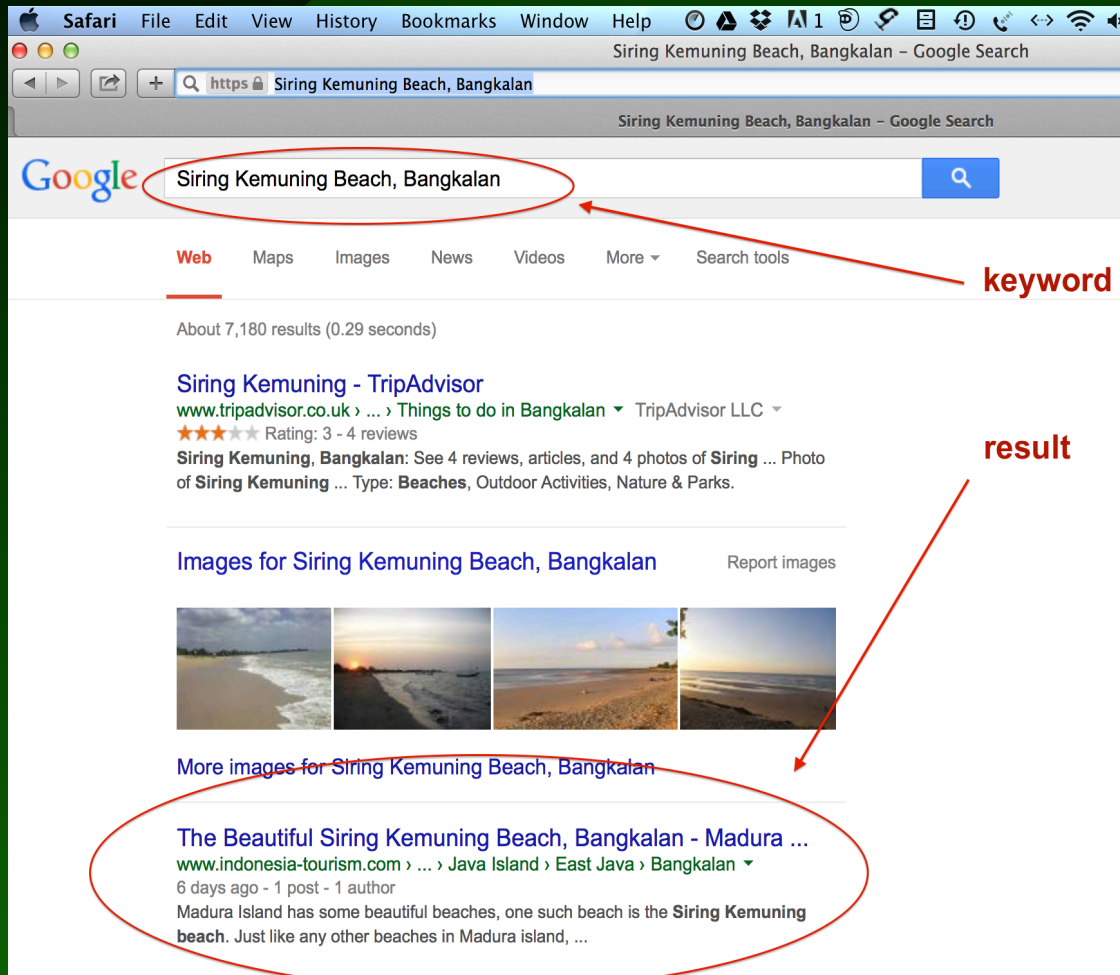 Safari File Edit View History Bookmarks Window Help 1
Siring Kemuning Beach, Bangkalan – Google Search
https Siring Kemuning Beach, Bangkalan
Siring Kemuning Beach, Bangkalan – Google Search
Google Siring Kemuning Beach, Bangkalan
Web Maps Images News Videos More Search tools
keyword
About 7,180 results (0.29 seconds)
Siring Kemuning - TripAdvisor
www.tripadvisor.co.uk › ... › Things to do in Bangkalan TripAdvisor LLC
Rating: 3 - 4 reviews
result
Siring Kemuning, Bangkalan: See 4 reviews, articles, and 4 photos of Siring ... Photo
of Siring Kemuning ... Type: Beaches, Outdoor Activities, Nature & Parks.
Images for Siring Kemuning Beach, Bangkalan Report images
More images for Siring Kemuning Beach, Bangkalan
The Beautiful Siring Kemuning Beach, Bangkalan - Madura ...
www.indonesia-tourism.com › ... › Java Island › East Java › Bangkalan
6 days ago - 1 post - 1 author
Madura Island has some beautiful beaches, one such beach is the Siring Kemuning
beach. Just like any other beaches in Madura island, ...